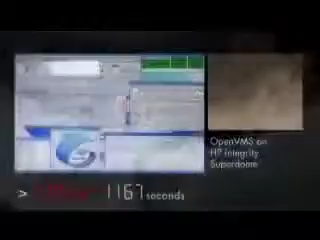 OpenVMS on
HP Integrity
Superdome
> 1167 seconds